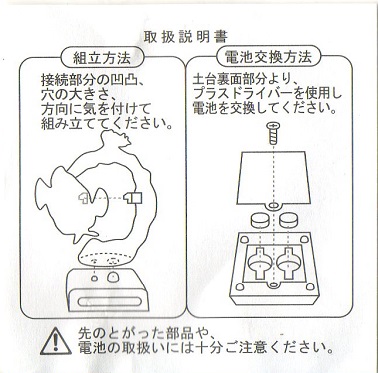 取扱説明書
組立方法
接続部分の凹凸、
穴の大きさ、
方向に気を付けて
組み立ててください。
電池交換方法
土台裏面部分より、
プラスドライバーを使用し
電池を交換してください。
先のとがった部品や、
電池の取扱いには十分ご注意ください。